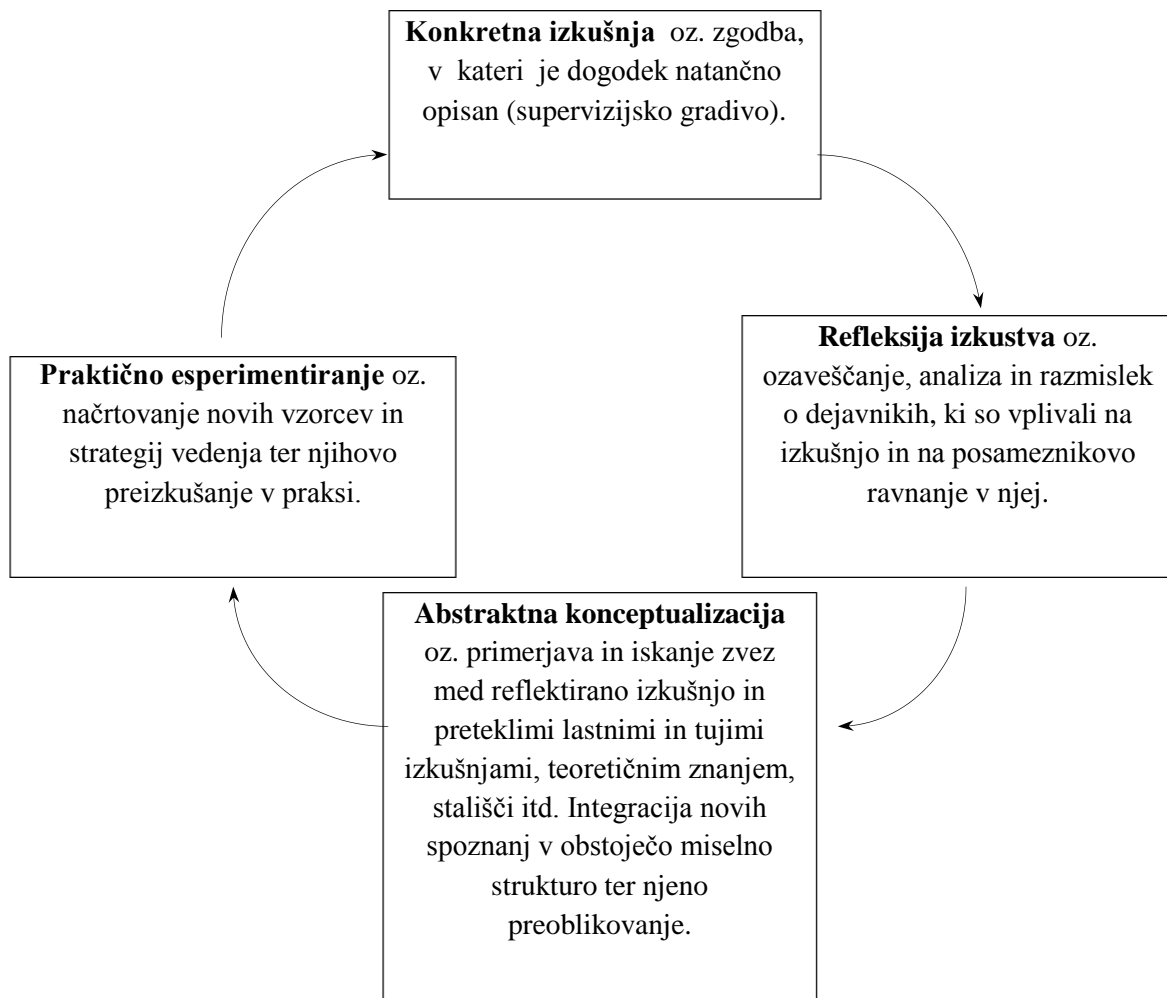 Konkretna izkušnja oz. zgodba,
v kateri je dogodek natančno
opisan (supervizijsko gradivo).
Refleksija izkustva oz.
ozaveščanje, analiza in razmislek
o dejavnikih, ki so vplivali na
izkušnjo in na posameznikovo
ravnanje v njej.
Abstraktna konceptualizacija
oz. primerjava in iskanje zvez
med reflektirano izkušnjo in
preteklimi lastnimi in tujimi
izkušnjami, teoretičnim znanjem,
stališči itd. Integracija novih
spoznanj v obstoječo miselno
strukturo ter njeno
preoblikovanje.
Praktično esperimentiranje oz.
načrtovanje novih vzorcev in
strategij vedenja ter njihovo
preizkušanje v praksi.